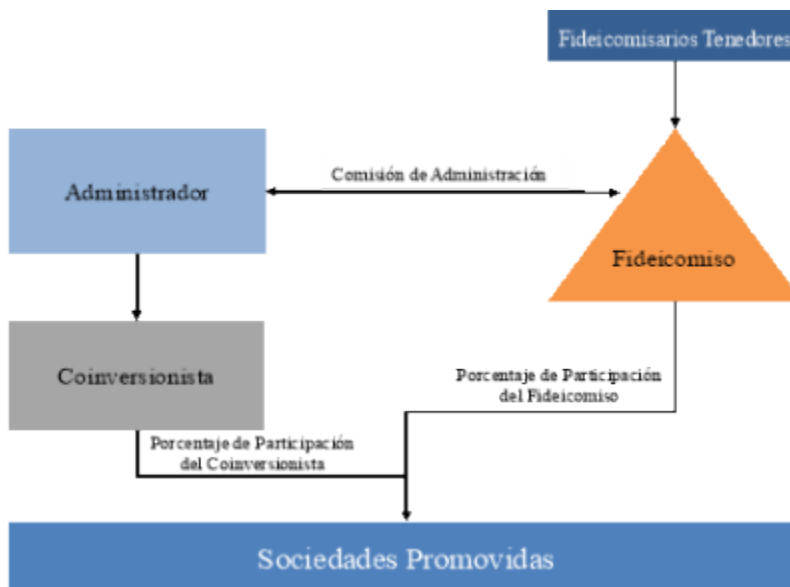 Fideicomisarios Tenedores
Comisión de Administración
Administrador
Fideicomiso
Coinversionista
Porcentaje de Participación
del Fideicomiso
Porcentaje de Participación
del Coinversionista
Sociedades Promovidas